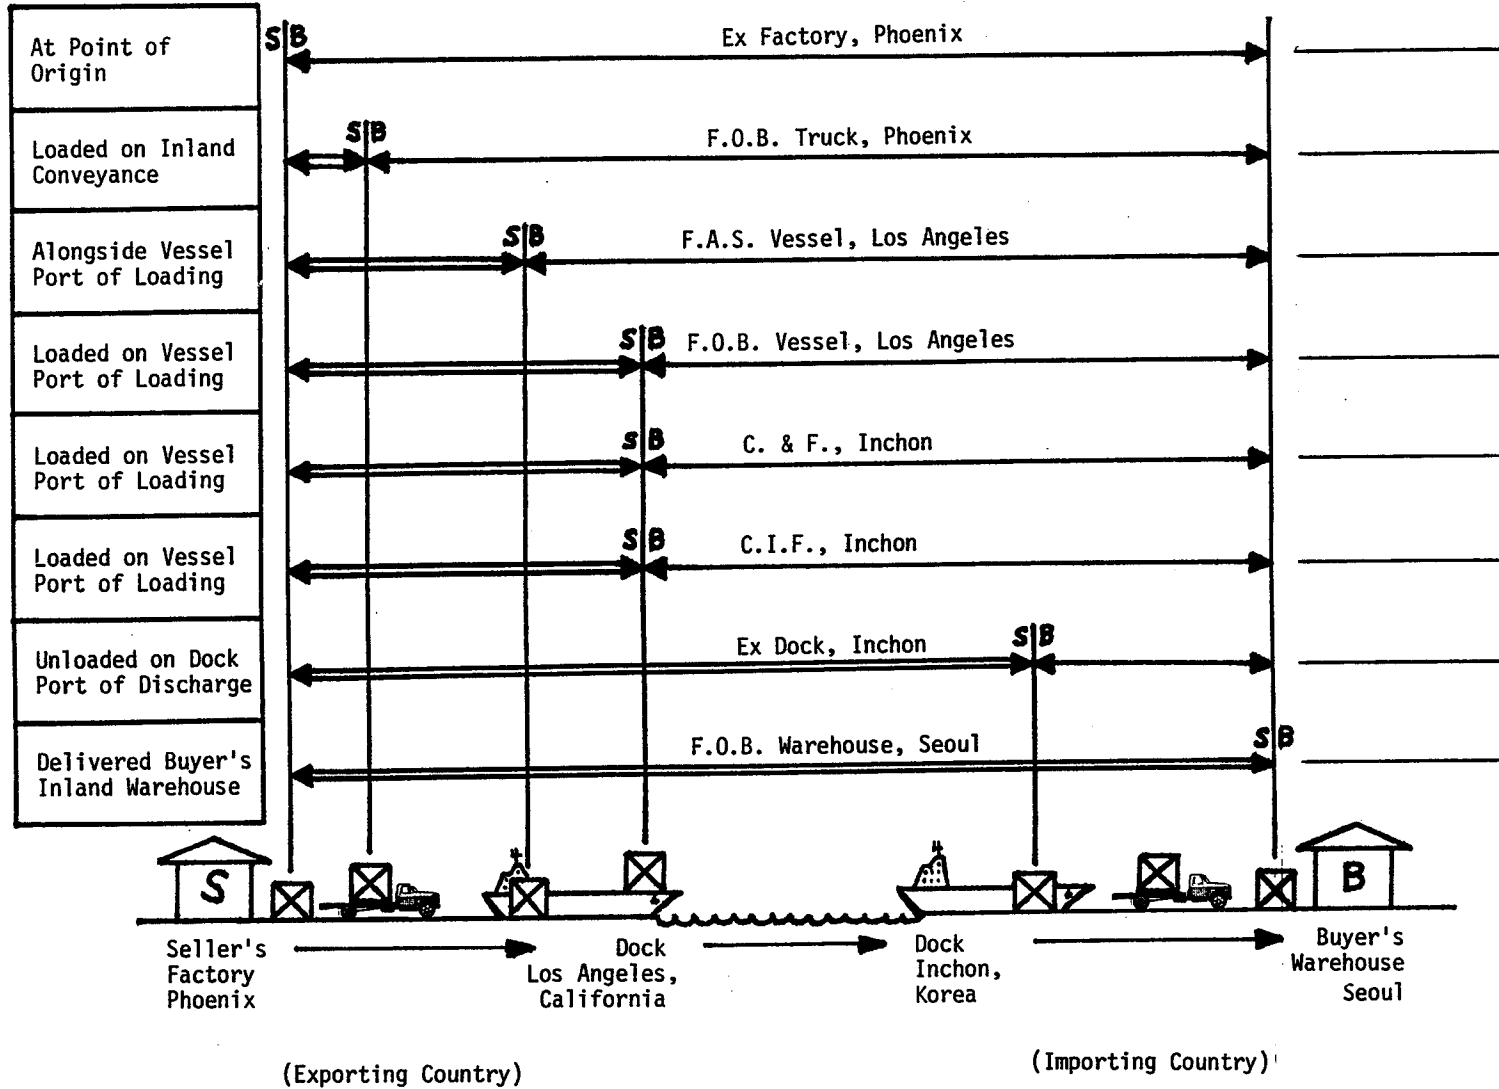 At Point of
Origin
S B
Ex Factory, Phoenix
Loaded on Inland
Conveyance
S B
F.O.B. Truck, Phoenix
Alongside Vessel
Port of Loading
S B
F.A.S. Vessel, Los Angeles
Loaded on Vessel
Port of Loading
S B
F.O.B. Vessel, Los Angeles
Loaded on Vessel
Port of Loading
S B
C. & F., Inchon
Loaded on Vessel
Port of Loading
S B
C.I.F., Inchon
Unloaded on Dock
Port of Discharge
Ex Dock, Inchon
S B
Delivered Buyer's
Inland Warehouse
F.O.B. Warehouse, Seoul
S B
S
B
Seller's
Factory
Phoenix
Dock
Los Angeles,
California
Dock
Inchon,
Korea
Buyer's
Warehouse
Seoul
(Exporting Country)
(Importing Country)